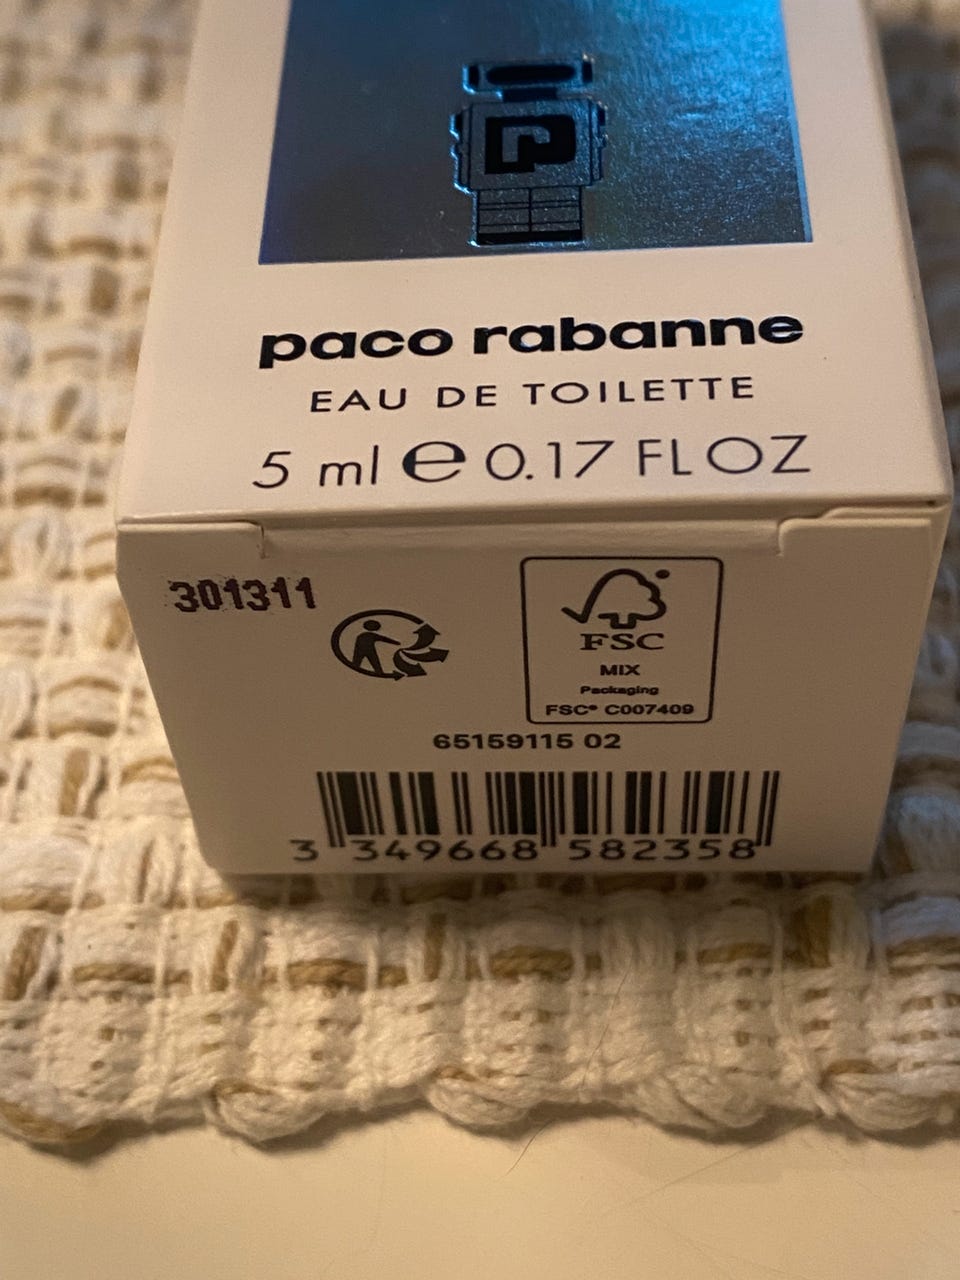 P
paco rabanne
EAU DE TOILETTE
5 ml ℮ 0.17 FL OZ
301311
FSC
MIX
Packaging
FSC® C007409
65159115 02
3 349668 582358